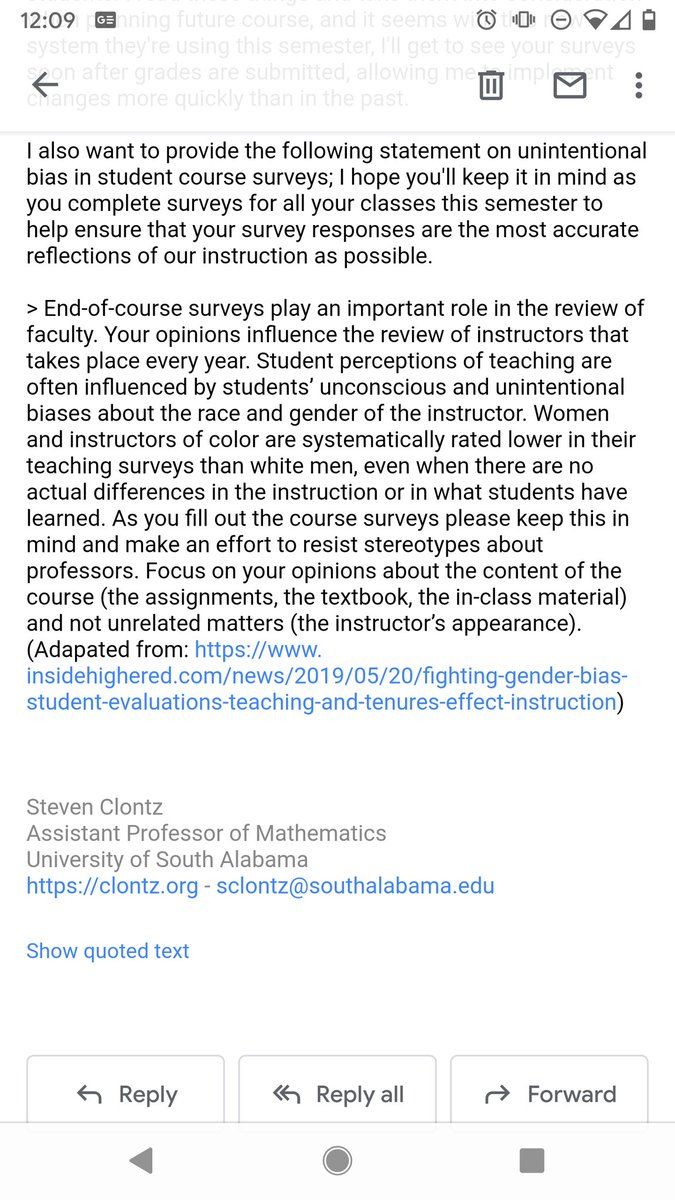 12:09 GE
planning future course, and it seems with the
system they're using this semester, I'll get to see your surveys
soon after grades are submitted, allowing me to implement
changes more quickly than in the past.
I also want to provide the following statement on unintentional
bias in student course surveys; I hope you'll keep it in mind as
you complete surveys for all your classes this semester to
help ensure that your survey responses are the most accurate
reflections of our instruction as possible.
> End-of-course surveys play an important role in the review of
faculty. Your opinions influence the review of instructors that
takes place every year. Student perceptions of teaching are
often influenced by students’ unconscious and unintentional
biases about the race and gender of the instructor. Women
and instructors of color are systematically rated lower in their
teaching surveys than white men, even when there are no
actual differences in the instruction or in what students have
learned. As you fill out the course surveys please keep this in
mind and make an effort to resist stereotypes about
professors. Focus on your opinions about the content of the
course (the assignments, the textbook, the in-class material)
and not unrelated matters (the instructor’s appearance).
(Adapated from: https://www.
insidehighered.com/news/2019/05/20/fighting-gender-bias-
student-evaluations-teaching-and-tenures-effect-instruction)
Steven Clontz
Assistant Professor of Mathematics
University of South Alabama
https://clontz.org - sclontz@southalabama.edu
Show quoted text
Reply Reply all Forward